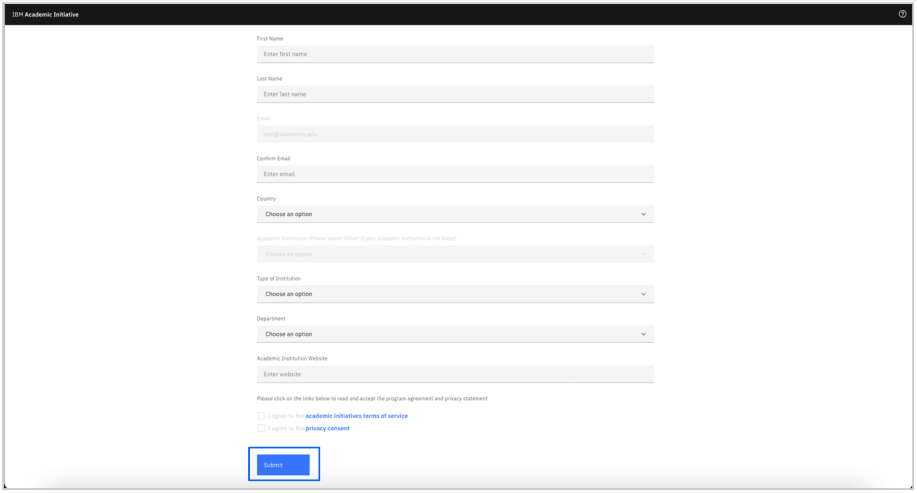 IBM Academic Initiative
First Name
Enter first name
Last Name
Enter last name
Email
Confirm Email
Enter email
Country
Choose an option
Academic Institution (Please select 'Other' if your academic institution is not listed)
Choose an option
Type of Institution
Choose an option
Department
Choose an option
Academic Institution Website
Enter website
Please click on the links below to read and accept the program agreement and privacy statement
I agree to the academic initiatives terms of service
I agree to the privacy consent
Submit